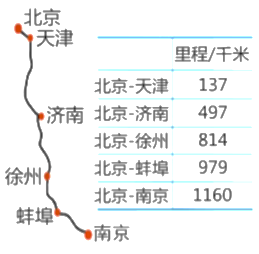 北京
天津
济南
徐州
蚌埠
南京
里程/千米
北京-天津 137
北京-济南 497
北京-徐州 814
北京-蚌埠 979
北京-南京 1160